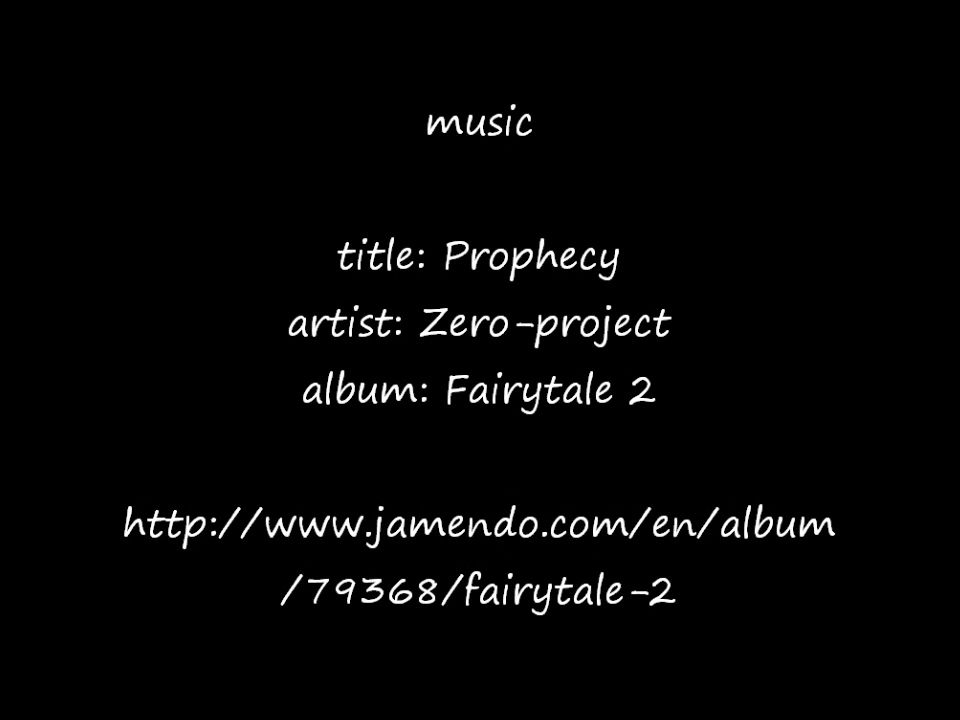 music
title: Prophecy
artist: Zero-project
album: Fairytale 2
http://www.jamendo.com/en/album
/79368/fairytale-2